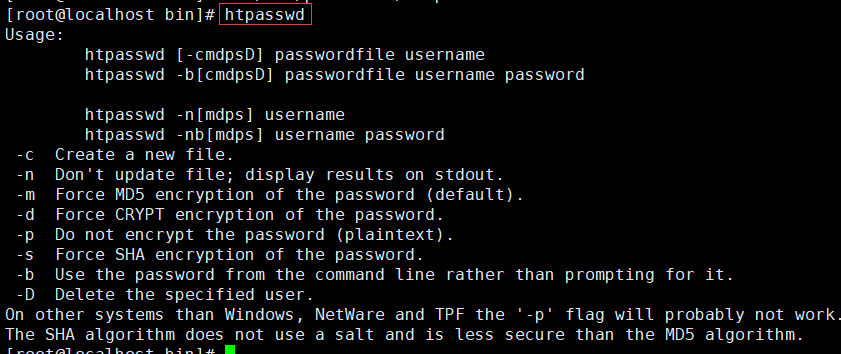 [root@localhost bin]# htpasswd
Usage:
        htpasswd [-cmdpsD] passwordfile username
        htpasswd -b[cmdpsD] passwordfile username password

        htpasswd -n[mdps] username
        htpasswd -nb[mdps] username password
 -c  Create a new file.
 -n  Don't update file; display results on stdout.
 -m  Force MD5 encryption of the password (default).
 -d  Force CRYPT encryption of the password.
 -p  Do not encrypt the password (plaintext).
 -s  Force SHA encryption of the password.
 -b  Use the password from the command line rather than prompting for it.
 -D  Delete the specified user.
On other systems than Windows, NetWare and TPF the '-p' flag will probably not work.
The SHA algorithm does not use a salt and is less secure than the MD5 algorithm.
[root@localhost bin]#